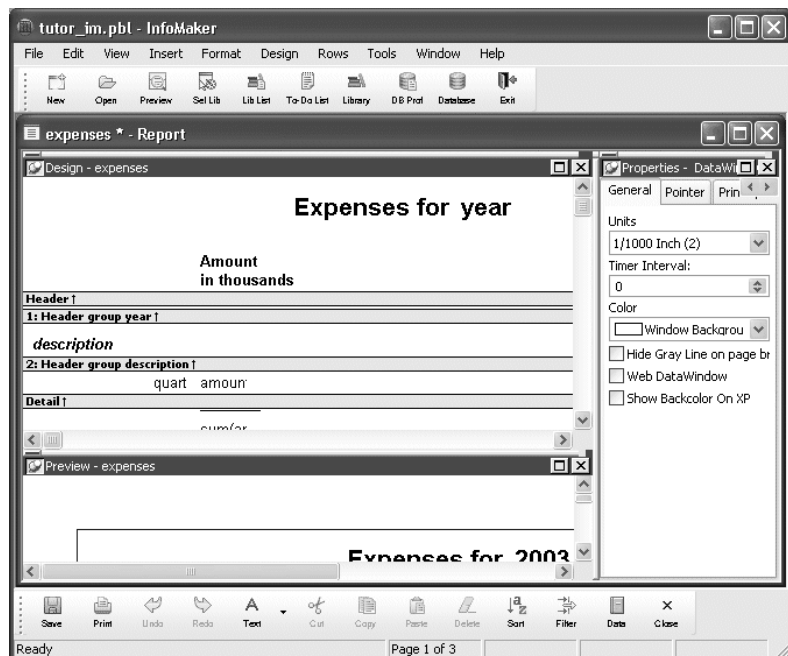 tutor_im.pbl - InfoMaker
File Edit View Insert Format Design Rows Tools Window Help
New Open Preview Sel Lib Lib List To-Do List Library DB Prof Database Exit
expenses * - Report
Design - expenses
Expenses for year
Amount
in thousands
Header ↑
1: Header group year ↑
description
2: Header group description ↑
quart amoun
Detail ↑
Preview - expenses
Expenses for 2003
Properties - DataWi
General Pointer Prin
Units
1/1000 Inch (2)
Timer Interval:
0
Color
Window Backgrou
Hide Gray Line on page br
Web DataWindow
Show Backcolor On XP
Save Print Undo Redo Text Cut Copy Paste Delete Sort Filter Data Close
Ready Page 1 of 3